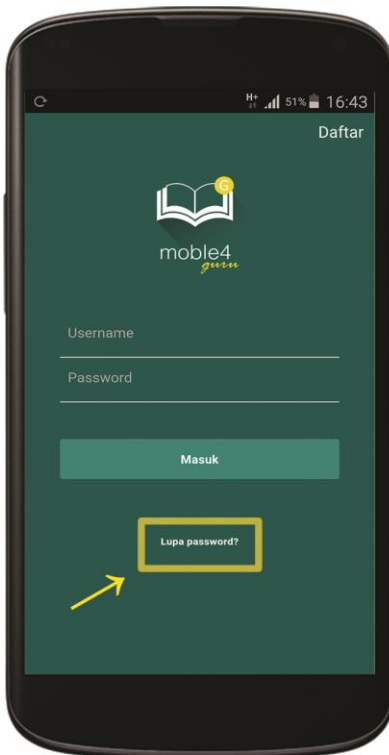 H+ 51% 16:43
Daftar
G
moble4
guru
Username
Password
Masuk
Lupa password?